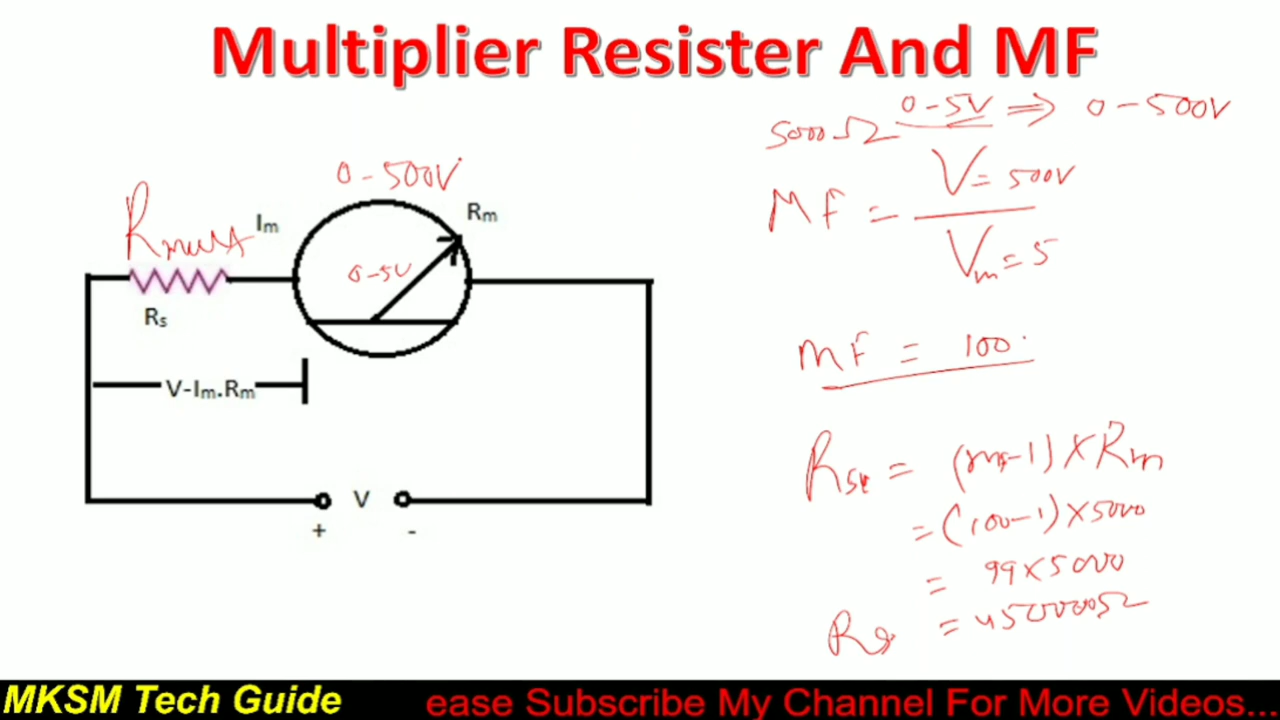 Multiplier Resister And MF
5000Ω 0-5V ⇒ 0-500V
0-500V
V=500V
MF =
Vm=5
Rmult
Im
Rm
0-5V
Rs
V-Im.Rm
MF = 100
Rse = (mf-1)×Rm
=(100-1)×5000
= 99×5000
Rs =
V
+ -
MKSM Tech Guide
ease Subscribe My Channel For More Videos...